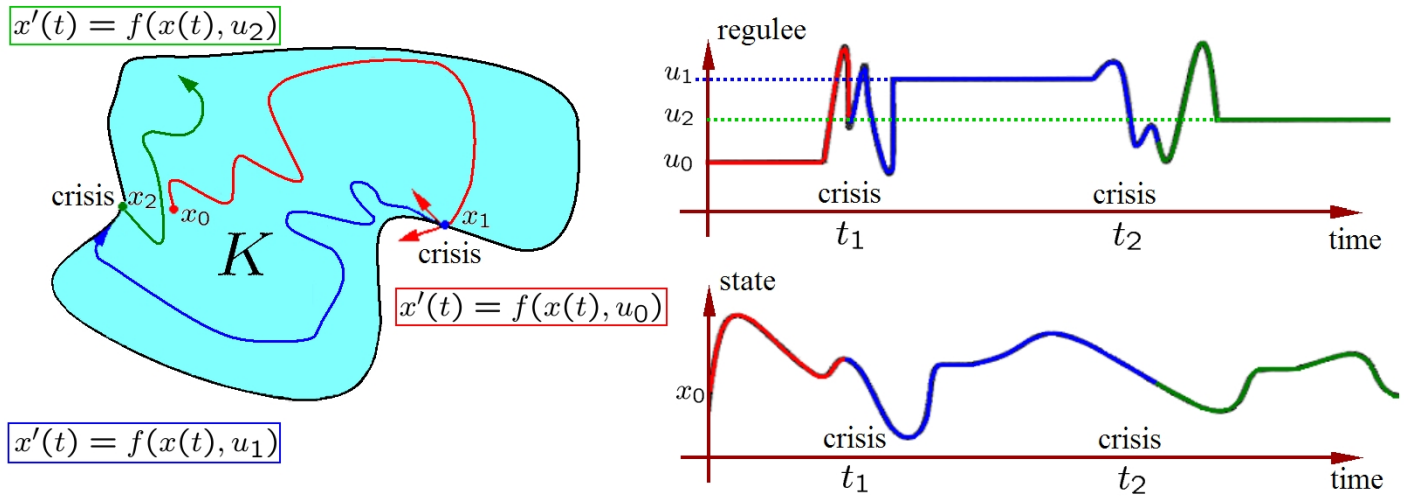 x′(t) = f(x(t), u₂)
crisis
x₂
x₀
K
x₁
crisis
x′(t) = f(x(t), u₀)
x′(t) = f(x(t), u₁)
regulee
u₁
u₂
u₀
crisis
crisis
t₁
t₂
time
state
x₀
crisis
crisis
t₁
t₂
time